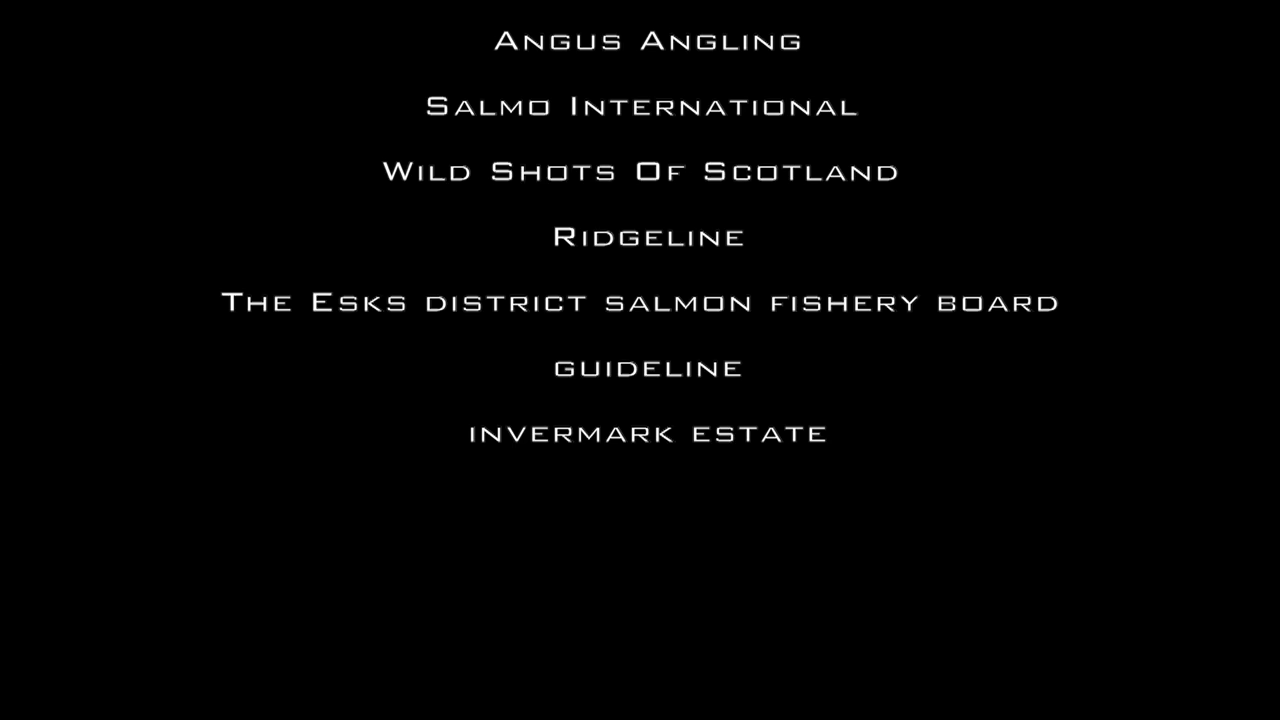 Angus Angling
Salmo International
Wild Shots Of Scotland
Ridgeline
The Esks district salmon fishery board
guideline
invermark estate